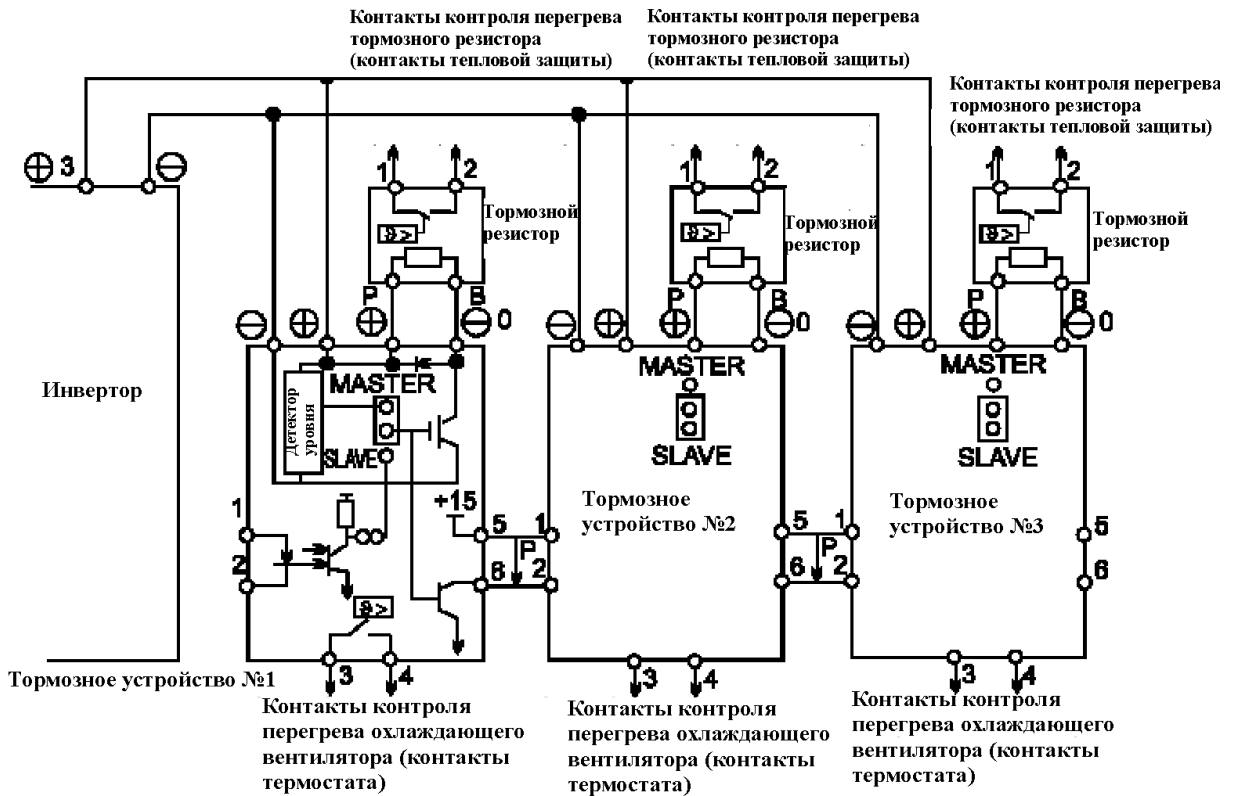 Контакты контроля перегрева
тормозного резистора
(контакты тепловой защиты)
Контакты контроля перегрева
тормозного резистора
(контакты тепловой защиты)
Контакты контроля перегрева
тормозного резистора
(контакты тепловой защиты)
⊕ 3 ⊖
1 2
1 2
1 2
ϑ >
ϑ >
ϑ >
Тормозной
резистор
Тормозной
резистор
Тормозной
резистор
P B
P B
P B
⊖ ⊕ ⊕ ⊖ 0
⊖ ⊕ ⊕ ⊖ 0
⊖ ⊕ ⊕ ⊖ 0
Инвертор
Детектор
уровня
MASTER
SLAVE
MASTER
SLAVE
MASTER
SLAVE
Тормозное
устройство №2
Тормозное
устройство №3
+15
1
2
5
6
P
1
2
5
6
P
1
2
5
6
ϑ >
3 4
3 4
3 4
Тормозное устройство №1
Контакты контроля
перегрева охлаждающего
вентилятора (контакты
термостата)
Контакты контроля
перегрева охлаждающего
вентилятора (контакты
термостата)
Контакты контроля
перегрева охлаждающего
вентилятора (контакты
термостата)